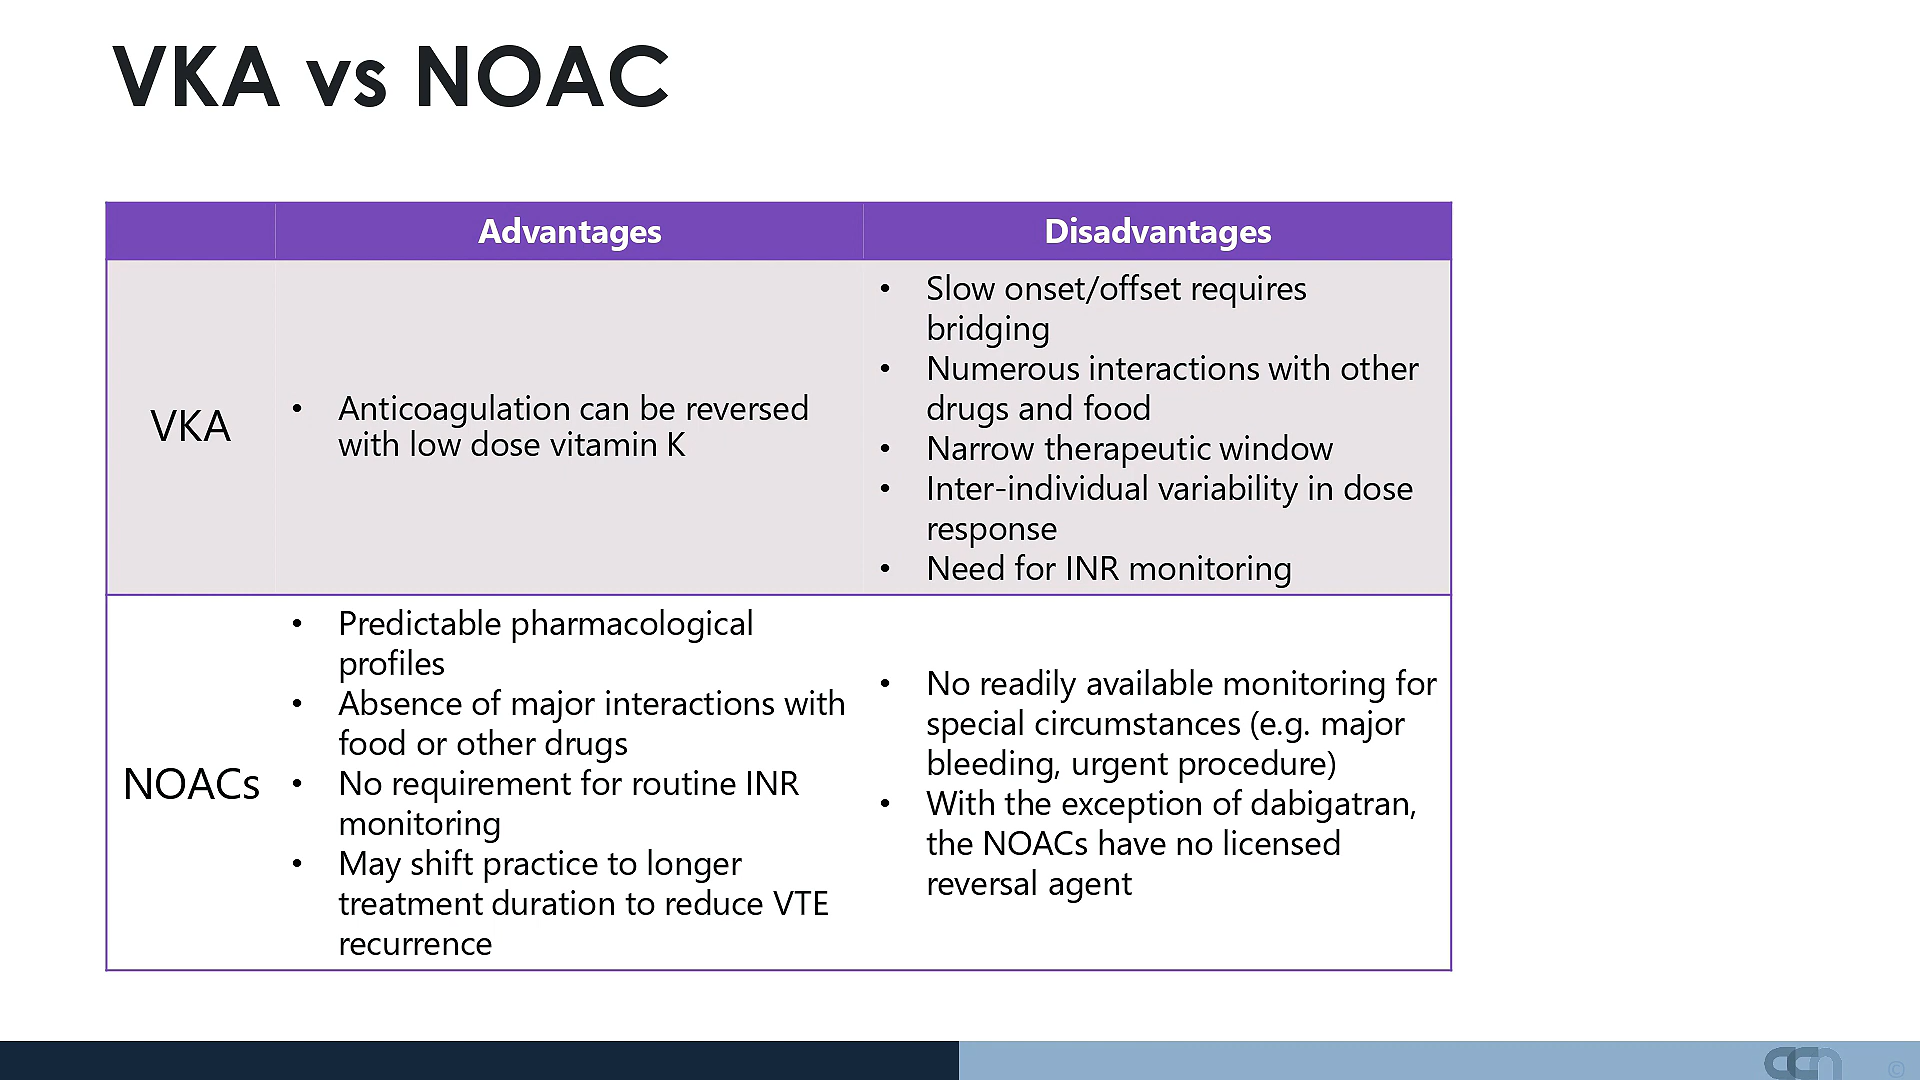 VKA vs NOAC
Advantages
Disadvantages
VKA
• Anticoagulation can be reversed
with low dose vitamin K
• Slow onset/offset requires
bridging
• Numerous interactions with other
drugs and food
• Narrow therapeutic window
• Inter-individual variability in dose
response
• Need for INR monitoring
NOACs
• Predictable pharmacological
profiles
• Absence of major interactions with
food or other drugs
• No requirement for routine INR
monitoring
• May shift practice to longer
treatment duration to reduce VTE
recurrence
• No readily available monitoring for
special circumstances (e.g. major
bleeding, urgent procedure)
• With the exception of dabigatran,
the NOACs have no licensed
reversal agent
©